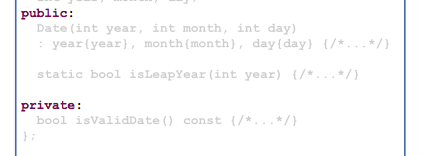 public:
Date(int year, int month, int day)
: year{year}, month{month}, day{day} {/*...*/}
static bool isLeapYear(int year) {/*...*/}
private:
bool isValidDate() const {/*...*/}
};